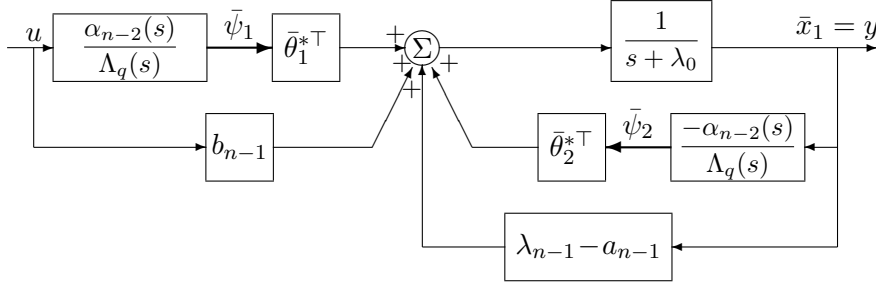 u
α_{n-2}(s)
Λ_q(s)
ψ̄_1
θ̄_1^{*⊤}
+
Σ
+
+
+
+
1
s + λ_0
x̄_1 = y
b_{n-1}
θ̄_2^{*⊤}
ψ̄_2
-α_{n-2}(s)
Λ_q(s)
λ_{n-1} - a_{n-1}